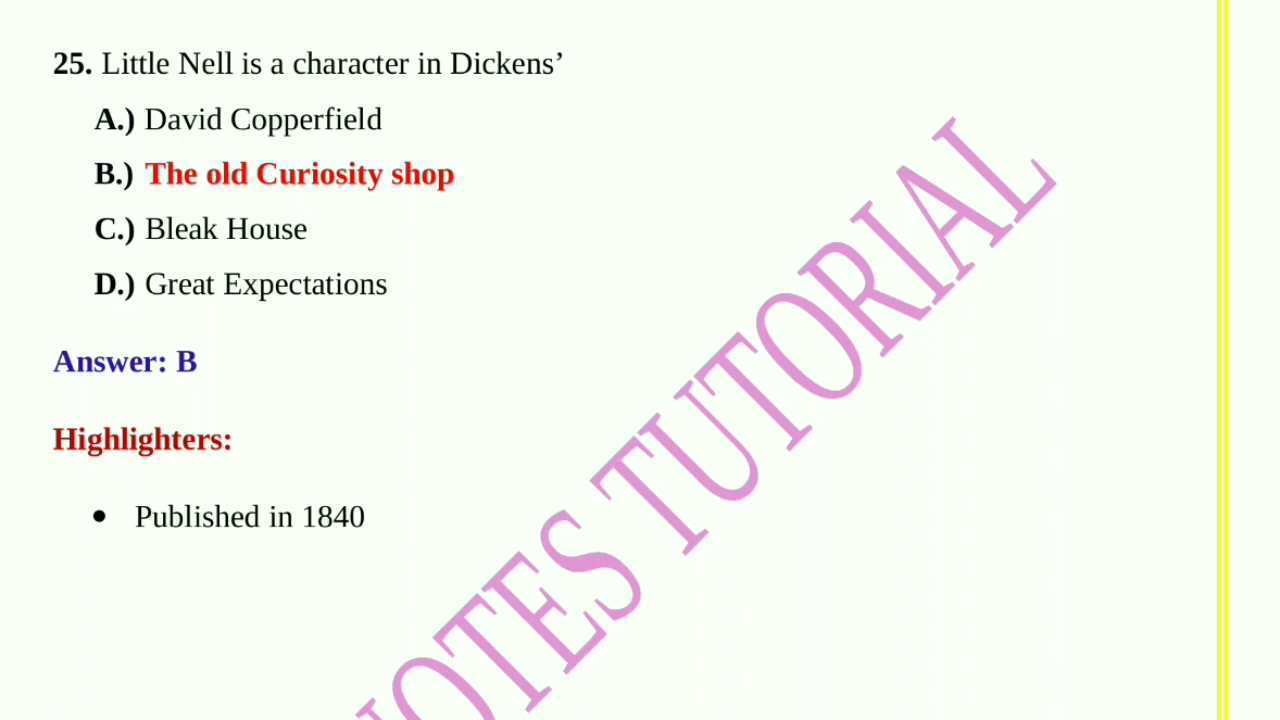 25. Little Nell is a character in Dickens’
A.) David Copperfield
B.) The old Curiosity shop
C.) Bleak House
D.) Great Expectations
Answer: B
Highlighters:
• Published in 1840
OTES TUTORIAL